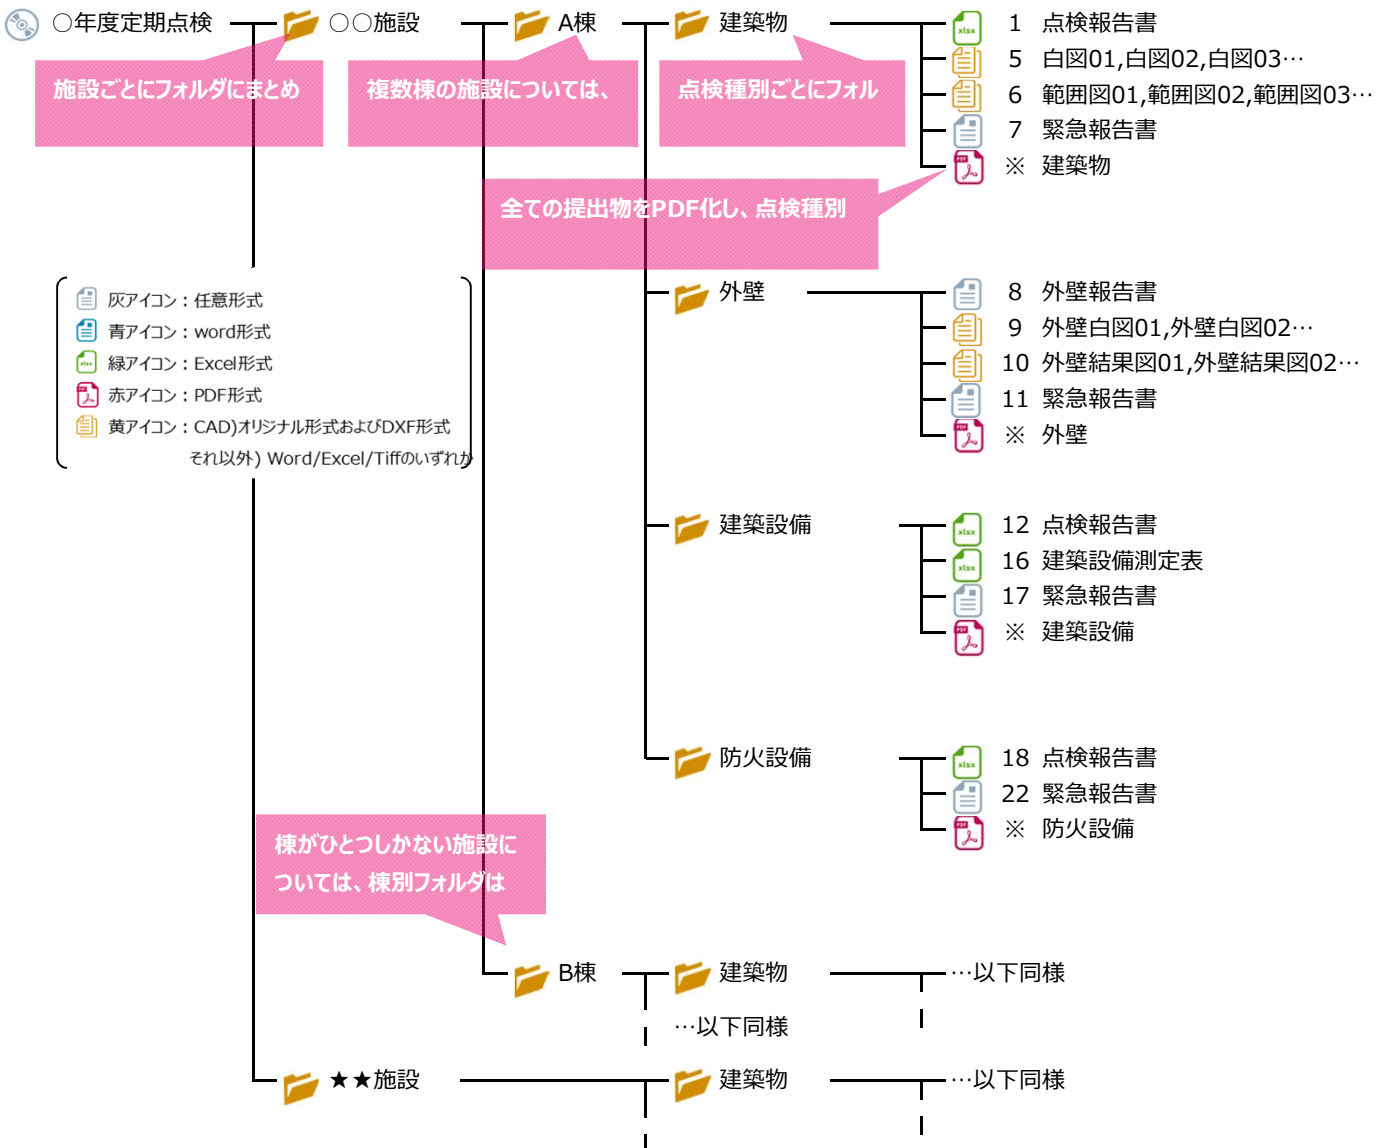 ○年度定期点検
○○施設
A棟
建築物
1 点検報告書
5 白図01,白図02,白図03…
6 範囲図01,範囲図02,範囲図03…
7 緊急報告書
※ 建築物
施設ごとにフォルダにまとめ
複数棟の施設については、
点検種別ごとにフォル
全ての提出物をPDF化し、点検種別
灰アイコン：任意形式
青アイコン：word形式
緑アイコン：Excel形式
赤アイコン：PDF形式
黄アイコン：CAD)オリジナル形式およびDXF形式
それ以外) Word/Excel/Tiffのいずれか
外壁
8 外壁報告書
9 外壁白図01,外壁白図02…
10 外壁結果図01,外壁結果図02…
11 緊急報告書
※ 外壁
建築設備
12 点検報告書
16 建築設備測定表
17 緊急報告書
※ 建築設備
防火設備
18 点検報告書
22 緊急報告書
※ 防火設備
棟がひとつしかない施設に
ついては、棟別フォルダは
B棟
建築物
…以下同様
…以下同様
★★施設
建築物
…以下同様